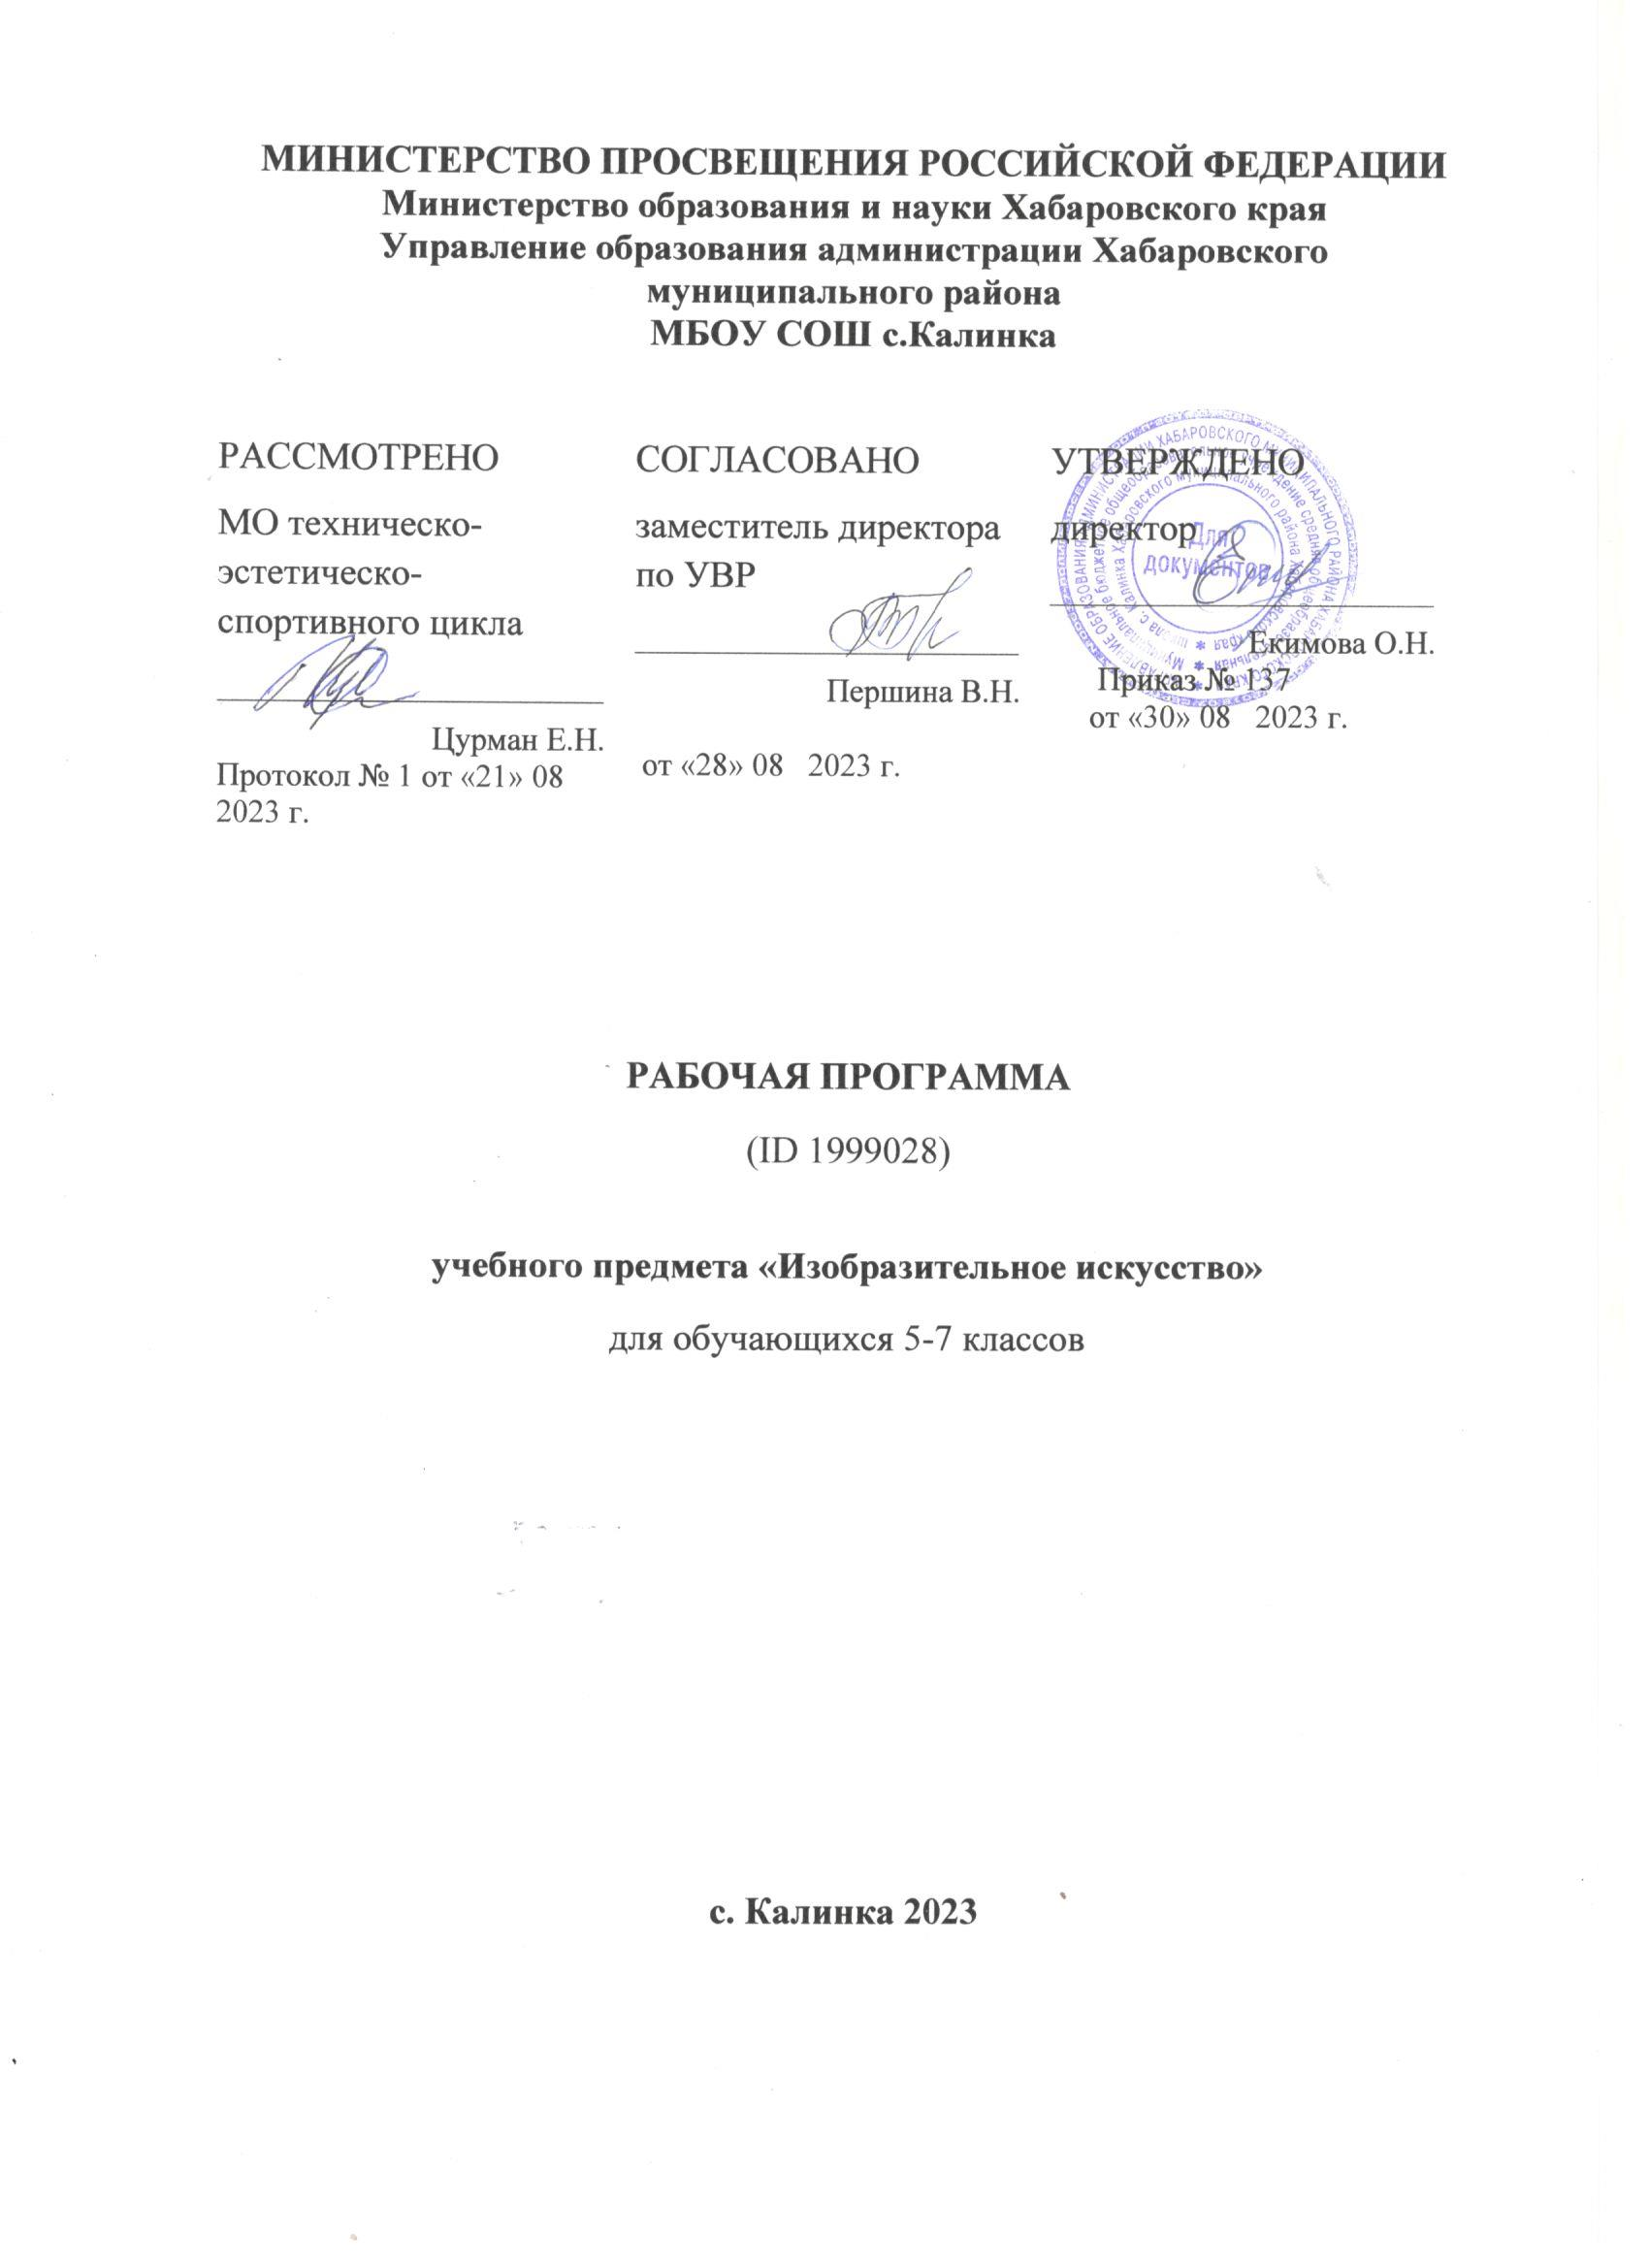 МИНИСТЕРСТВО ПРОСВЕЩЕНИЯ РОССИЙСКОЙ ФЕДЕРАЦИИ
Министерство образования и науки Хабаровского края
Управление образования администрации Хабаровского
муниципального района
МБОУ СОШ с.Калинка
РАССМОТРЕНО
МО техническо-
эстетическо-
спортивного цикла
Цурман Е.Н.
Протокол № 1 от «21» 08
2023 г.
СОГЛАСОВАНО
заместитель директора
по УВР
Першина В.Н.
от «28» 08 2023 г.
УТВЕРЖДЕНО
директор
Для
документов
Екимова О.Н.
Приказ № 137
от «30» 08 2023 г.
РАБОЧАЯ ПРОГРАММА
(ID 1999028)
учебного предмета «Изобразительное искусство»
для обучающихся 5-7 классов
с. Калинка 2023